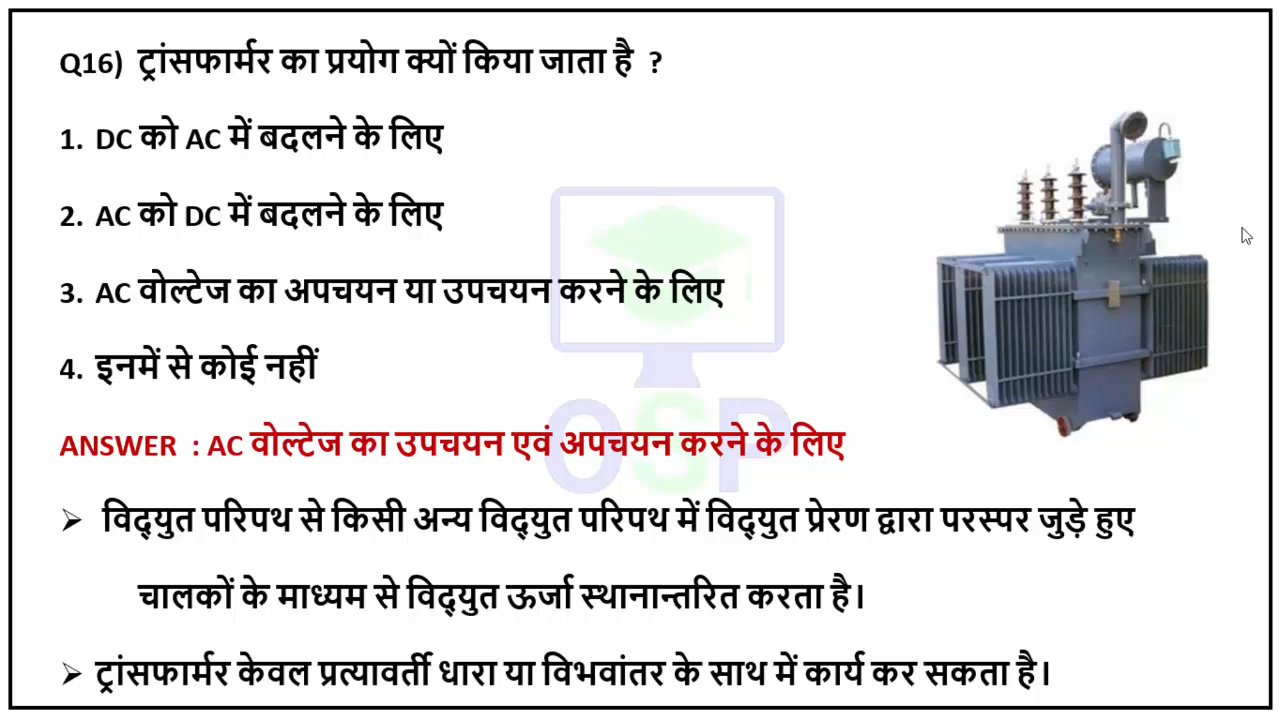 Q16) ट्रांसफार्मर का प्रयोग क्यों किया जाता है ?
1. DC को AC में बदलने के लिए
2. AC को DC में बदलने के लिए
3. AC वोल्टेज का अपचयन या उपचयन करने के लिए
4. इनमें से कोई नहीं
ANSWER : AC वोल्टेज का उपचयन एवं अपचयन करने के लिए
OSP
➢ विद्युत परिपथ से किसी अन्य विद्युत परिपथ में विद्युत प्रेरण द्वारा परस्पर जुड़े हुए
चालकों के माध्यम से विद्युत ऊर्जा स्थानान्तरित करता है।
➢ ट्रांसफार्मर केवल प्रत्यावर्ती धारा या विभवांतर के साथ में कार्य कर सकता है।